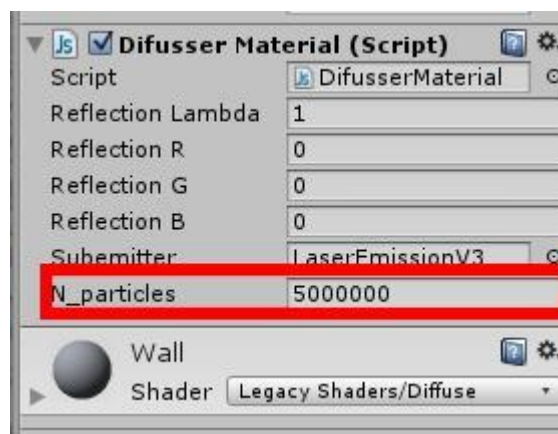 Difusser Material (Script)
Script DifusserMaterial
Reflection Lambda 1
Reflection R 0
Reflection G 0
Reflection B 0
Subemitter LaserEmissionV3
N_particles 5000000
Wall
Shader Legacy Shaders/Diffuse